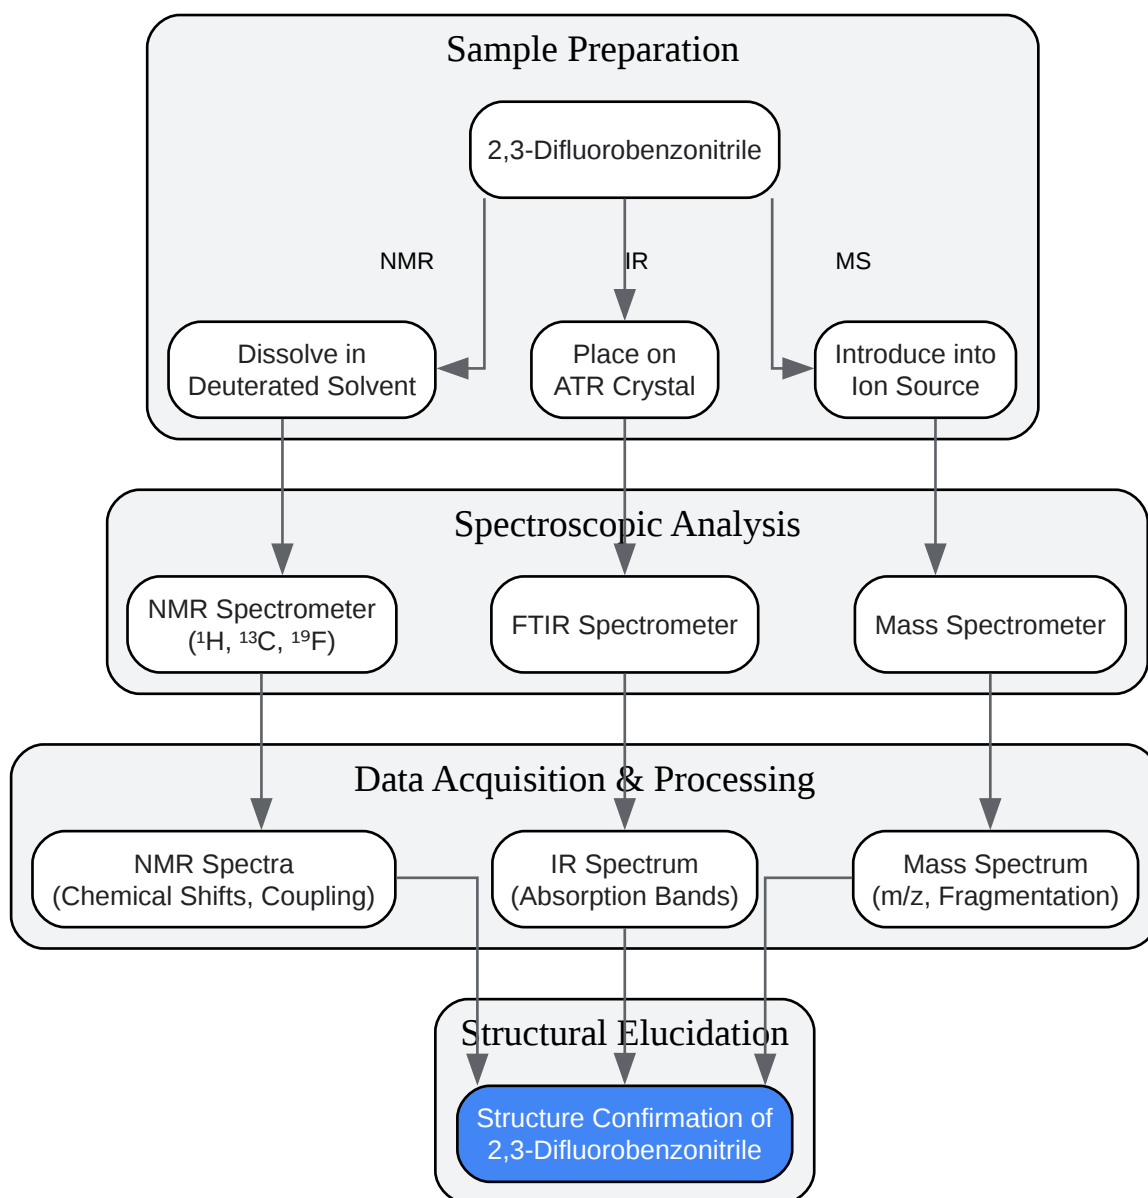 Sample Preparation
2,3-Difluorobenzonitrile
NMR
IR
MS
Dissolve in
Deuterated Solvent
Place on
ATR Crystal
Introduce into
Ion Source
Spectroscopic Analysis
NMR Spectrometer
(¹H, ¹³C, ¹⁹F)
FTIR Spectrometer
Mass Spectrometer
Data Acquisition & Processing
NMR Spectra
(Chemical Shifts, Coupling)
IR Spectrum
(Absorption Bands)
Mass Spectrum
(m/z, Fragmentation)
Structural Elucidation
Structure Confirmation of
2,3-Difluorobenzonitrile